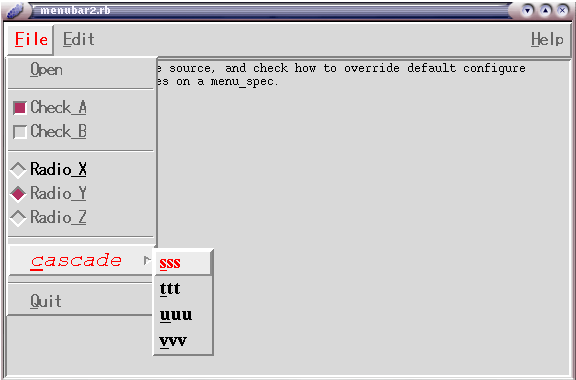 menubar2.rb
File Edit Help
Open
e source, and check how to override default configure
es on a menu_spec.
Check_A
Check_B
Radio_X
Radio_Y
Radio_Z
cascade
sss
ttt
uuu
vvv
Quit